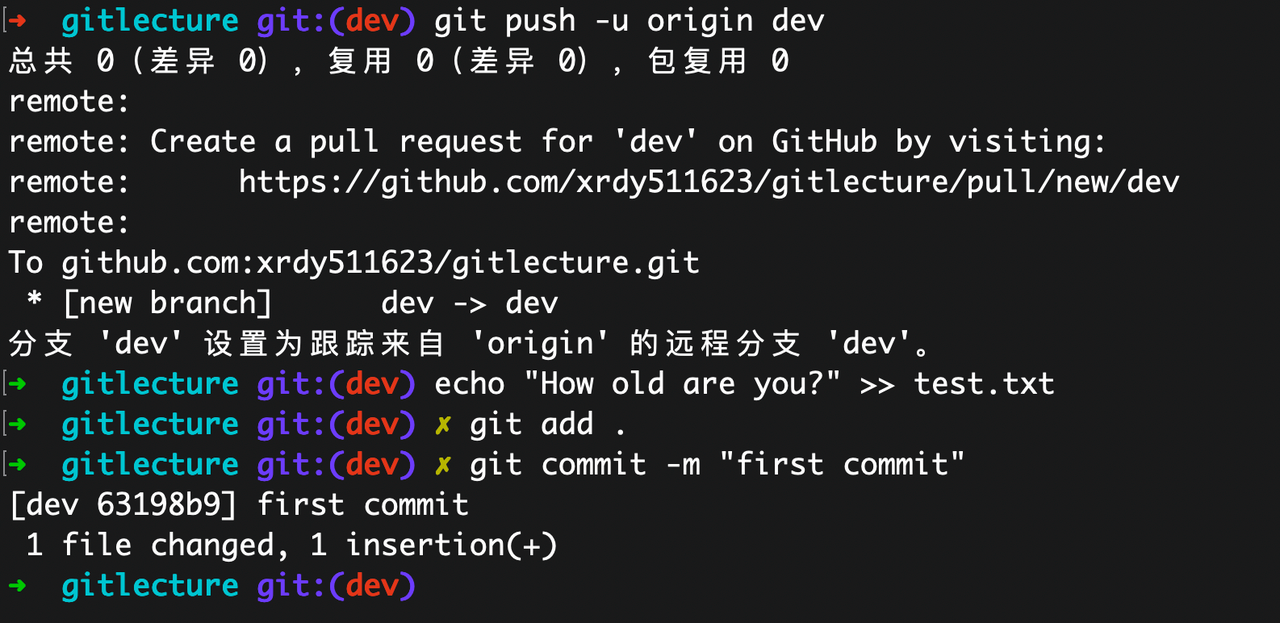 ➜  gitlecture git:(dev) git push -u origin dev
总共 0（差异 0），复用 0（差异 0），包复用 0
remote:
remote: Create a pull request for 'dev' on GitHub by visiting:
remote:      https://github.com/xrdy511623/gitlecture/pull/new/dev
remote:
To github.com:xrdy511623/gitlecture.git
 * [new branch]      dev -> dev
分支 'dev' 设置为跟踪来自 'origin' 的远程分支 'dev'。
➜  gitlecture git:(dev) echo "How old are you?" >> test.txt
➜  gitlecture git:(dev) ✗ git add .
➜  gitlecture git:(dev) ✗ git commit -m "first commit"
[dev 63198b9] first commit
 1 file changed, 1 insertion(+)
➜  gitlecture git:(dev)